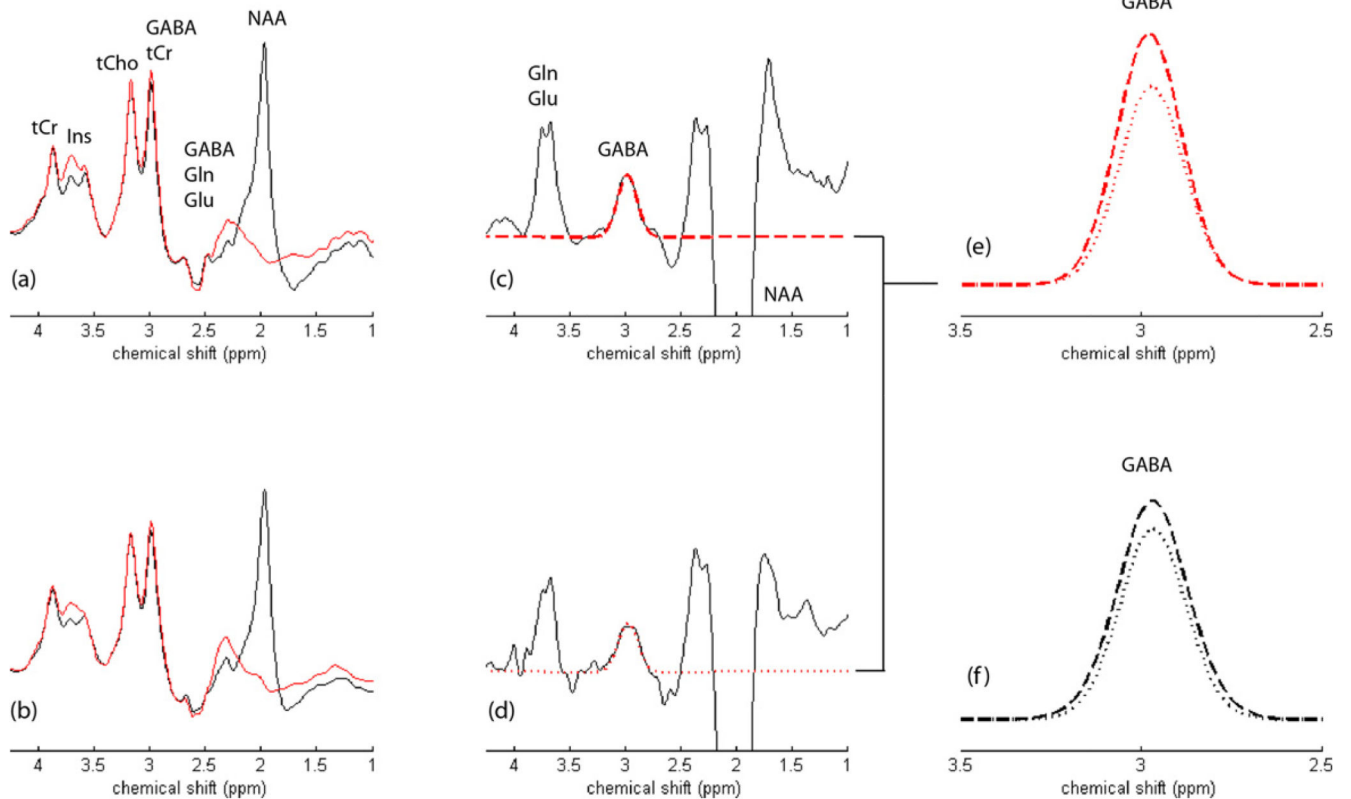 NAA
GABA
tCr
tCho
tCr
Ins
GABA
Gln
Glu
(a)
4 3.5 3 2.5 2 1.5 1
chemical shift (ppm)
Gln
Glu
GABA
NAA
(c)
4 3.5 3 2.5 2 1.5 1
chemical shift (ppm)
GABA
(e)
3.5 3 2.5
chemical shift (ppm)
(b)
4 3.5 3 2.5 2 1.5 1
chemical shift (ppm)
(d)
4 3.5 3 2.5 2 1.5 1
chemical shift (ppm)
GABA
(f)
3.5 3 2.5
chemical shift (ppm)